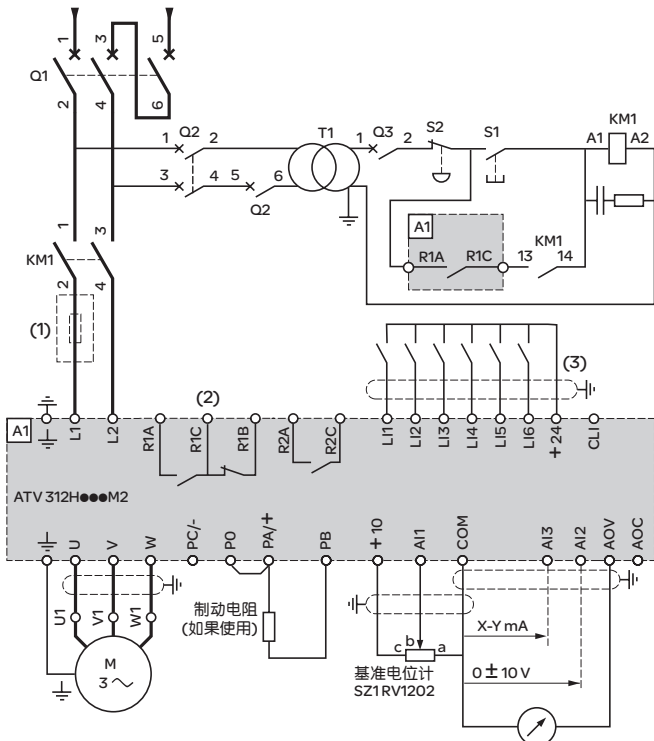 1 3 5
Q1
2 4 6
1 Q2 2 T1 1 Q3 2 S2 S1 KM1
A1 A2
3 4 5 6
Q2
A1
1 3
R1A R1C 13 KM1 14
KM1
2 4
(1)
(3)
(2)
A1
L1 L2 R1A R1C R1B R2A R2C LI1 LI2 LI3 LI4 LI5 LI6 +24 CLI
ATV 312H●●●M2
U V W PC/- P0 PA/+ PB +10 AI1 COM AI3 AI2 AOV AOC
U1 V1 W1
制动电阻
(如果使用)
X-Y mA
b
c a
M
3
基准电位计
SZ1 RV1202
0±10 V